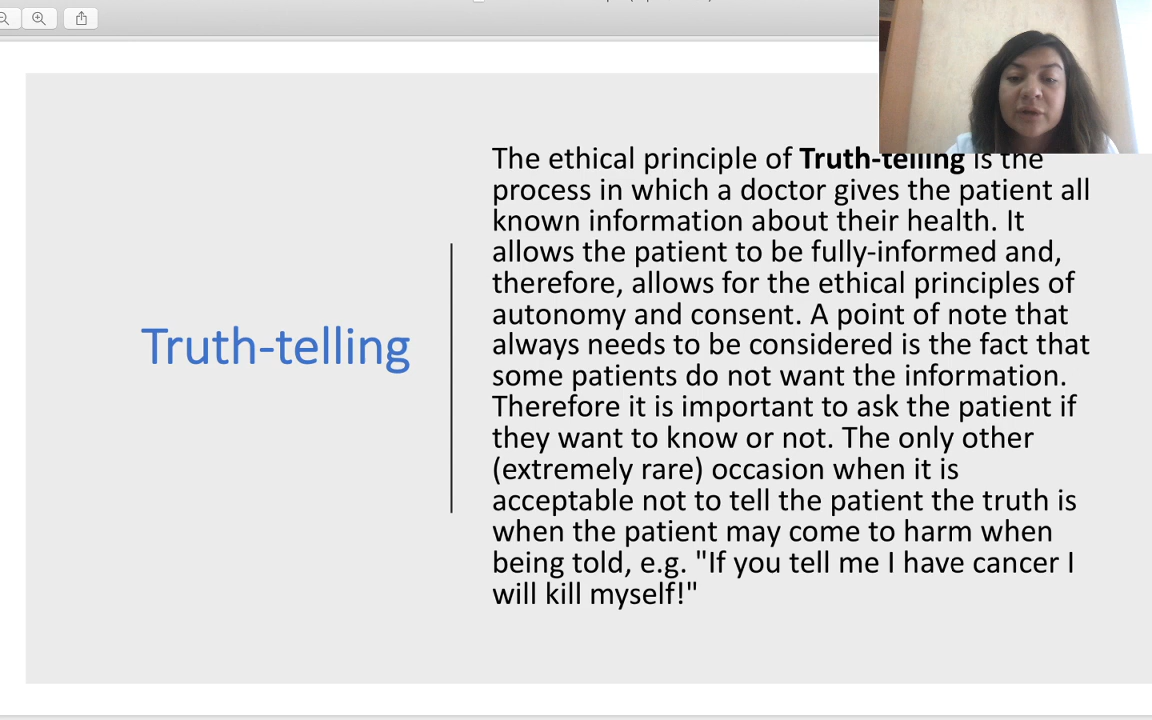 Truth-telling
The ethical principle of Truth-telling is the
process in which a doctor gives the patient all
known information about their health. It
allows the patient to be fully-informed and,
therefore, allows for the ethical principles of
autonomy and consent. A point of note that
always needs to be considered is the fact that
some patients do not want the information.
Therefore it is important to ask the patient if
they want to know or not. The only other
(extremely rare) occasion when it is
acceptable not to tell the patient the truth is
when the patient may come to harm when
being told, e.g. "If you tell me I have cancer I
will kill myself!"